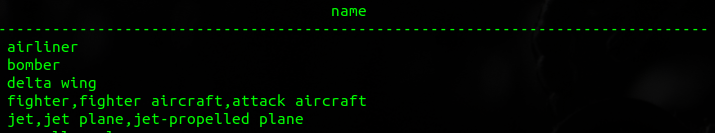 name
airliner
bomber
delta wing
fighter,fighter aircraft,attack aircraft
jet,jet plane,jet-propelled plane